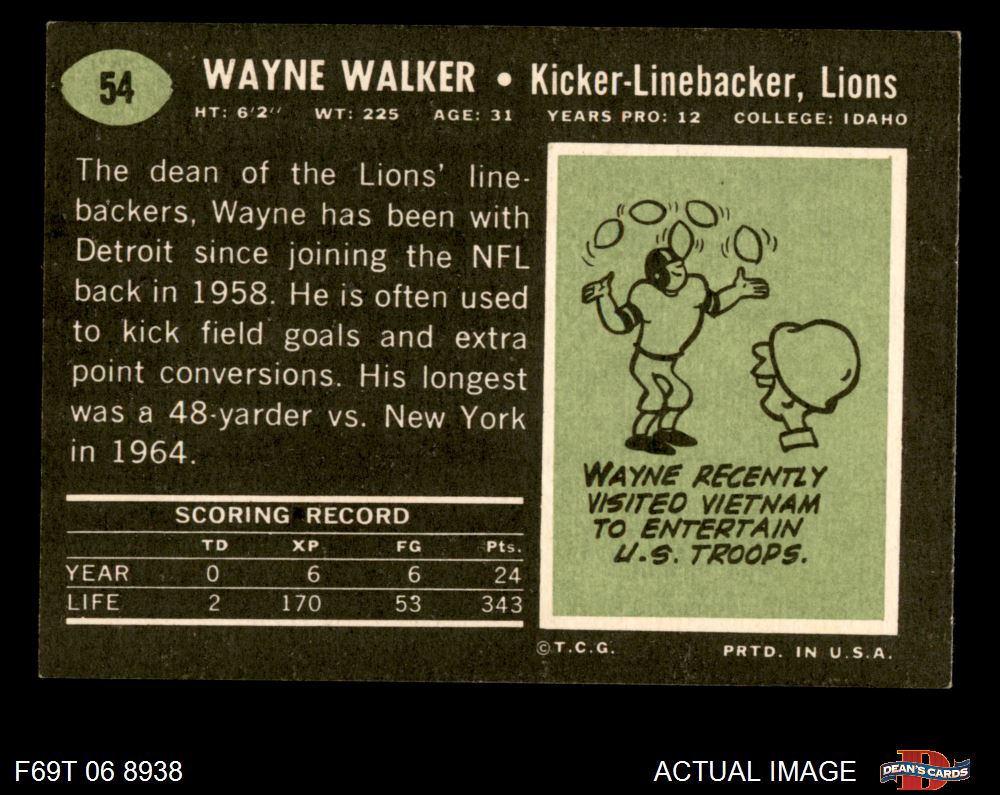 54
WAYNE WALKER • Kicker-Linebacker, Lions
HT: 6'2" WT: 225 AGE: 31 YEARS PRO: 12 COLLEGE: IDAHO
The dean of the Lions' line-
backers, Wayne has been with
Detroit since joining the NFL
back in 1958. He is often used
to kick field goals and extra
point conversions. His longest
was a 48-yarder vs. New York
in 1964.
SCORING RECORD
TD XP FG Pts.
YEAR 0 6 6 24
LIFE 2 170 53 343
WAYNE RECENTLY
VISITED VIETNAM
TO ENTERTAIN
U.S. TROOPS.
©T.C.G. PRTD. IN U.S.A.
F69T 06 8938
ACTUAL IMAGE
D
DEAN'S CARDS